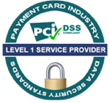 PAYMENT CARD INDUSTRY
PCI DSS
LEVEL 1 SERVICE PROVIDER
DATA SECURITY STANDARDS